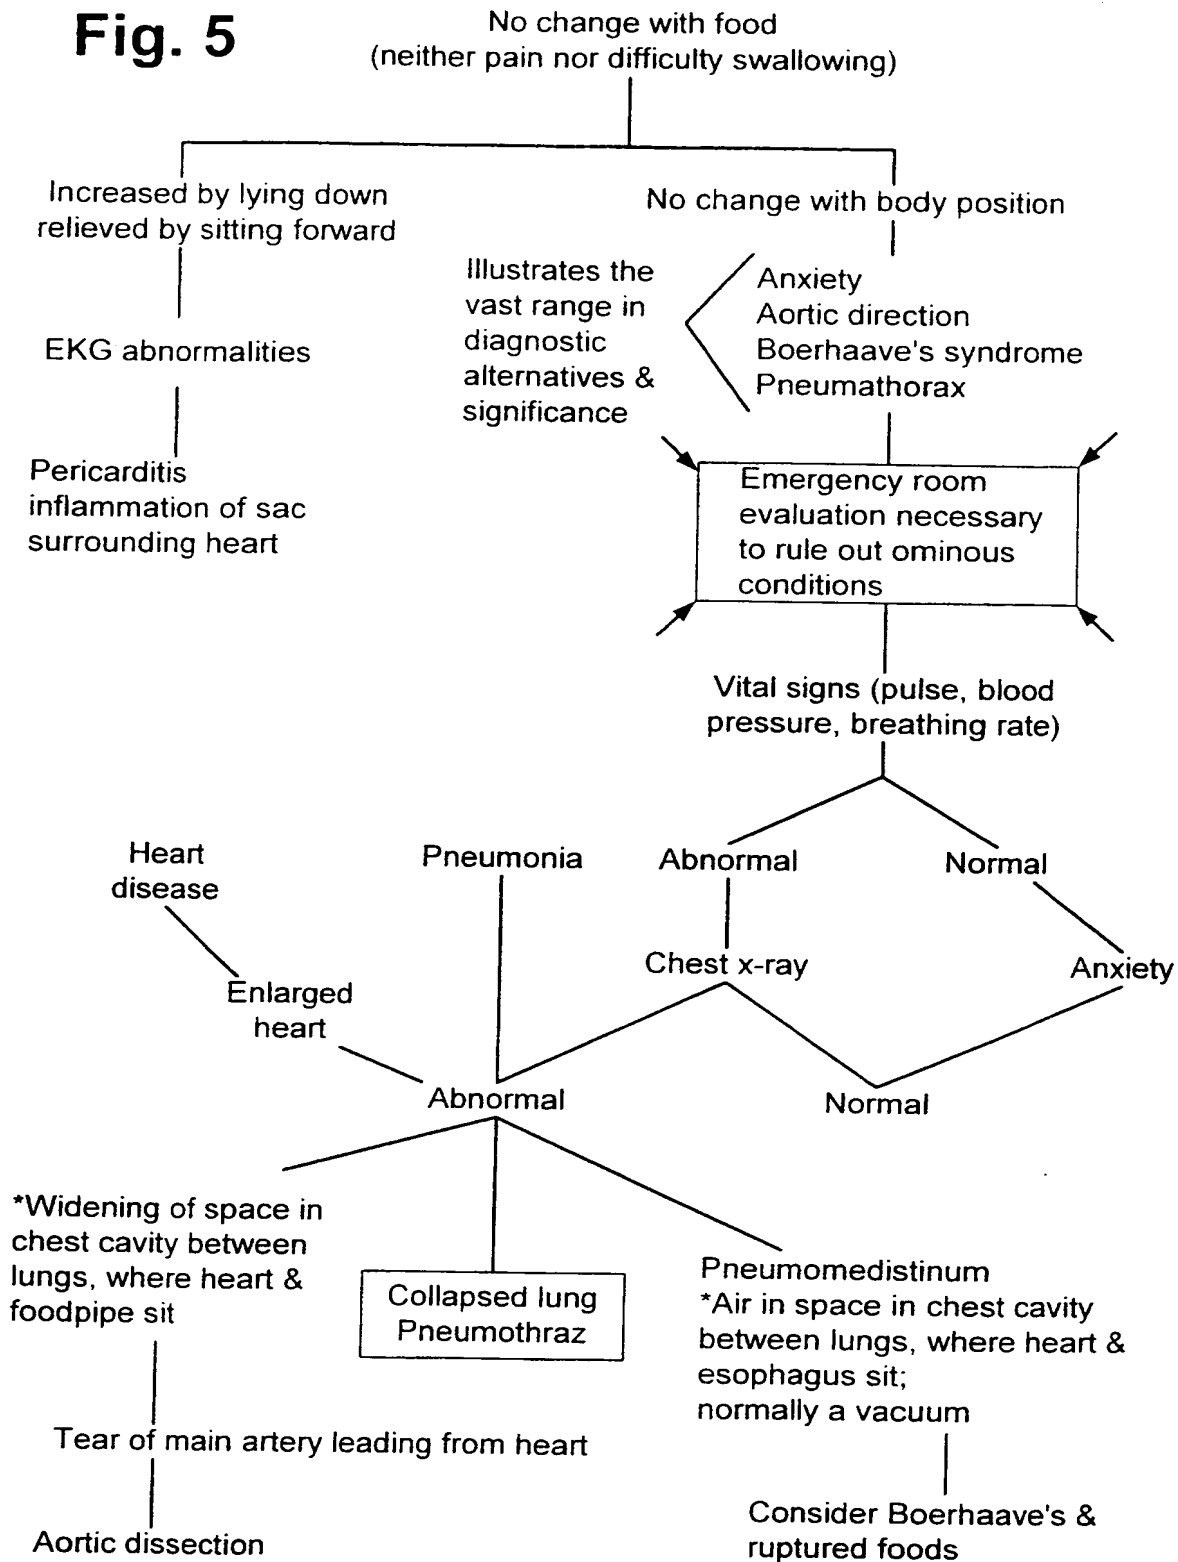 Fig. 5
No change with food
(neither pain nor difficulty swallowing)
Increased by lying down
relieved by sitting forward
No change with body position
EKG abnormalities
Pericarditis
inflammation of sac
surrounding heart
Illustrates the
vast range in
diagnostic
alternatives &
significance
Anxiety
Aortic direction
Boerhaave's syndrome
Pneumathorax
Emergency room
evaluation necessary
to rule out ominous
conditions
Vital signs (pulse, blood
pressure, breathing rate)
Heart
disease
Pneumonia
Abnormal
Normal
Enlarged
heart
Chest x-ray
Anxiety
Abnormal
Normal
*Widening of space in
chest cavity between
lungs, where heart &
foodpipe sit
Collapsed lung
Pneumothraz
Pneumomedistinum
*Air in space in chest cavity
between lungs, where heart &
esophagus sit;
normally a vacuum
Tear of main artery leading from heart
Aortic dissection
Consider Boerhaave's &
ruptured foods